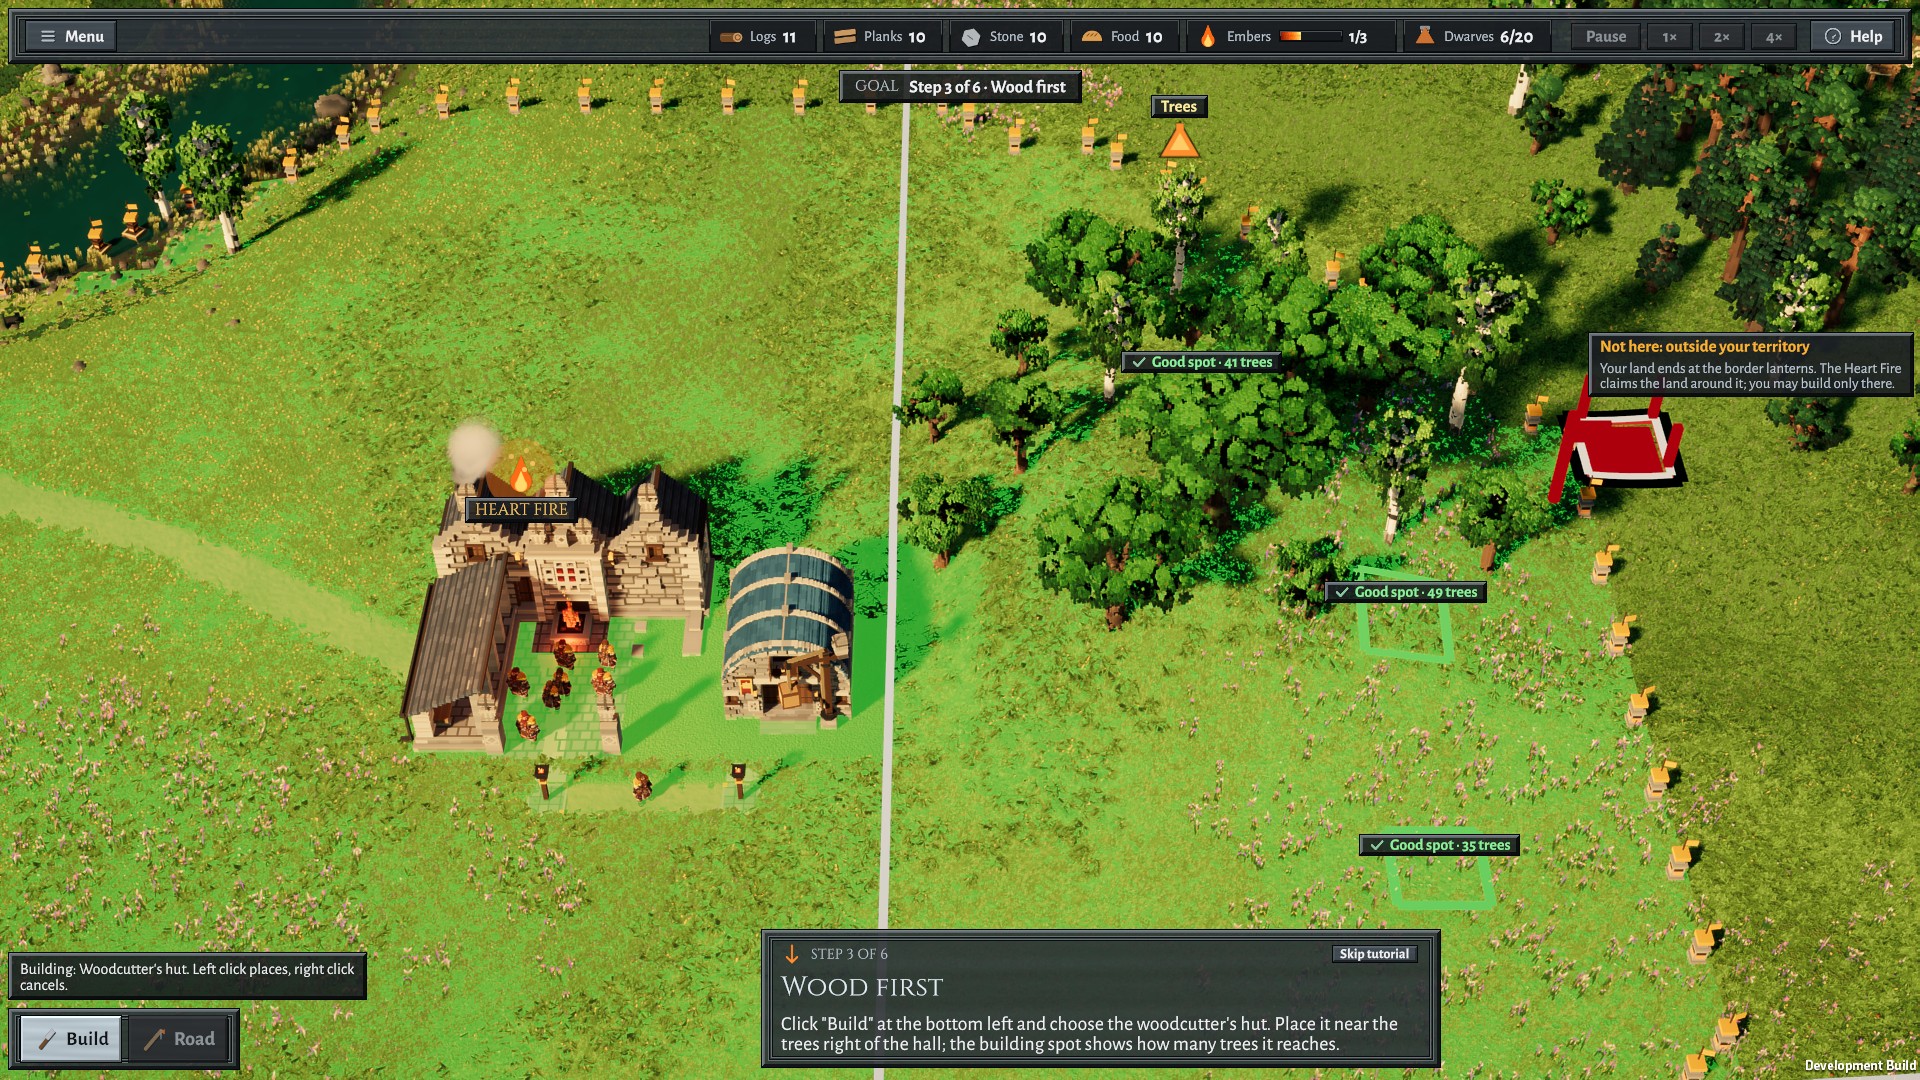 Menu
Logs 11
Planks 10
Stone 10
Food 10
Embers 1/3
Dwarves 6/20
Pause
1×
2×
4×
Help
GOAL Step 3 of 6 · Wood first
Trees
Good spot · 41 trees
Not here: outside your territory
Your land ends at the border lanterns. The Heart Fire
claims the land around it; you may build only there.
HEART FIRE
Good spot · 49 trees
Good spot · 35 trees
STEP 3 OF 6
Skip tutorial
WOOD FIRST
Click "Build" at the bottom left and choose the woodcutter's hut. Place it near the
trees right of the hall; the building spot shows how many trees it reaches.
Building: Woodcutter's hut. Left click places, right click
cancels.
Build
Road
Development Build